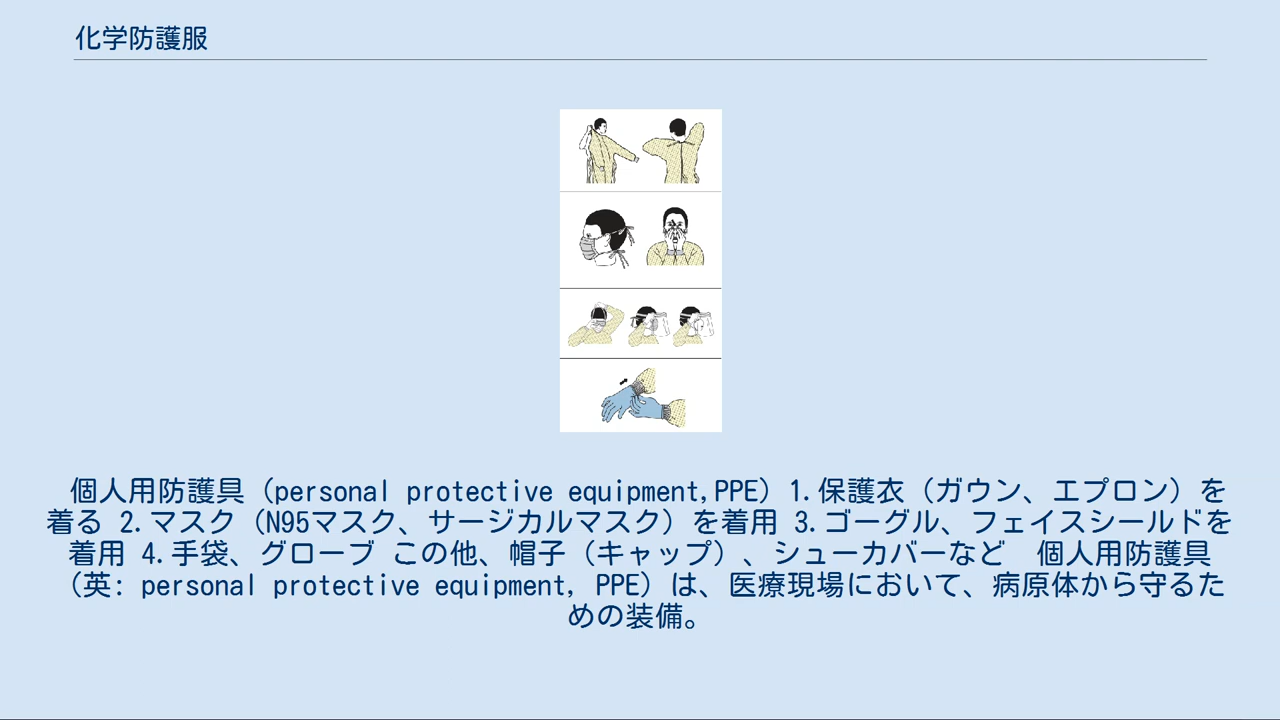 化学防護服
個人用防護具（personal protective equipment,PPE）1.保護衣（ガウン、エプロン）を
着る 2.マスク（N95マスク、サージカルマスク）を着用 3.ゴーグル、フェイスシールドを
着用 4.手袋、グローブ この他、帽子（キャップ）、シューカバーなど　個人用防護具
（英: personal protective equipment, PPE）は、医療現場において、病原体から守るた
めの装備。